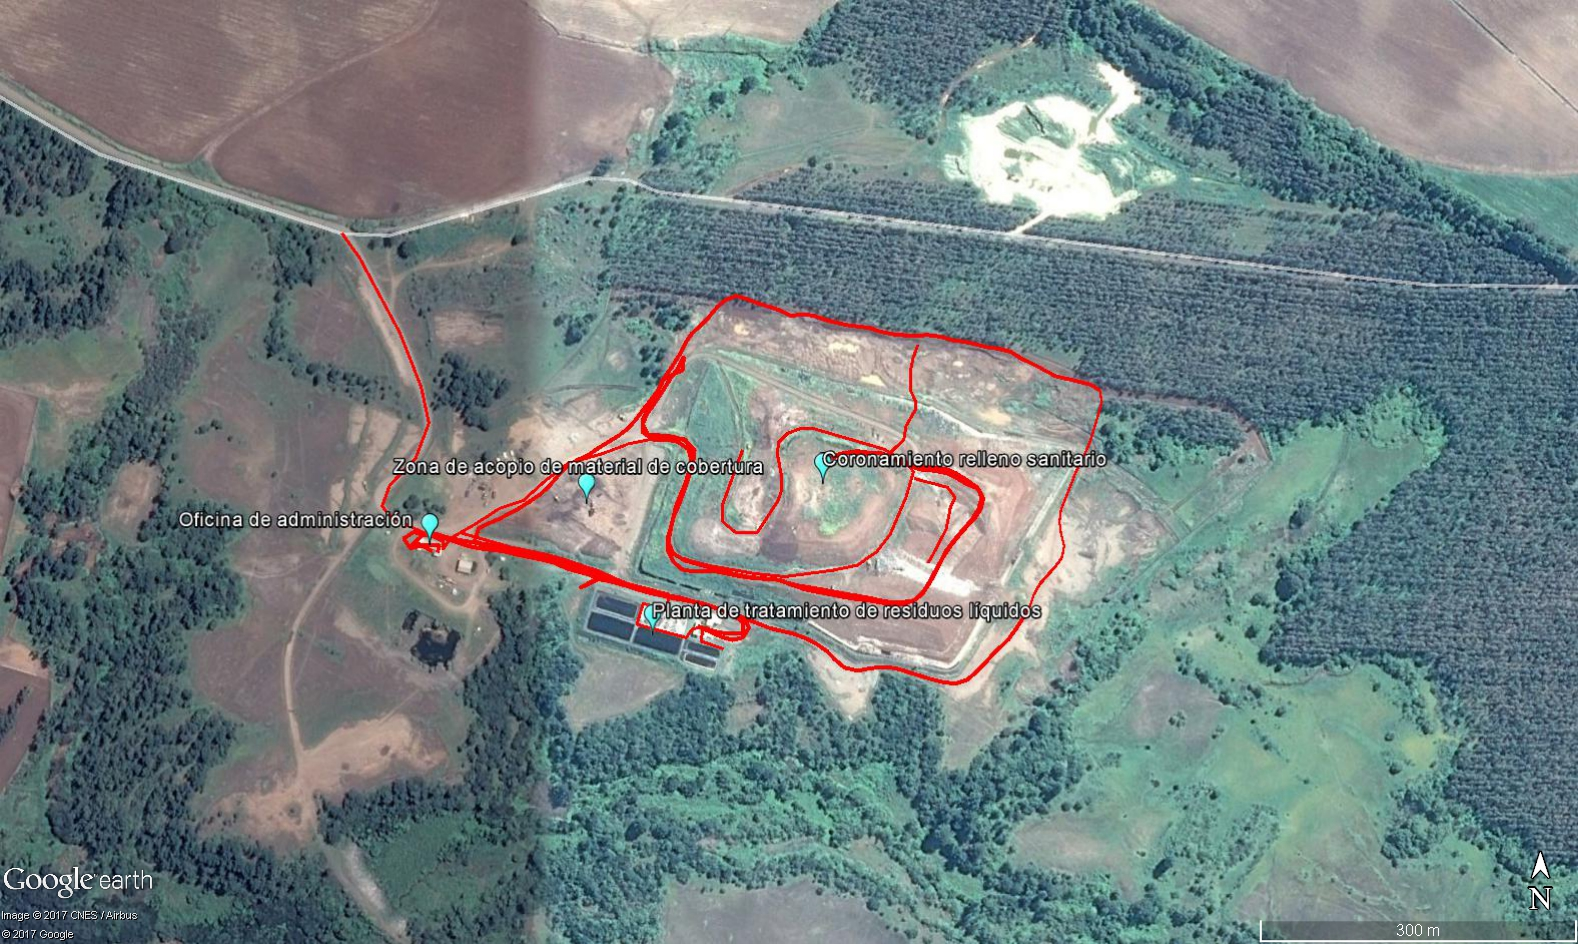 Zona de acopio de material de cobertura
Coronamiento relleno sanitario
Oficina de administración
Planta de tratamiento de residuos líquidos
Google earth
Image © 2017 CNES / Airbus
© 2017 Google
N
300 m